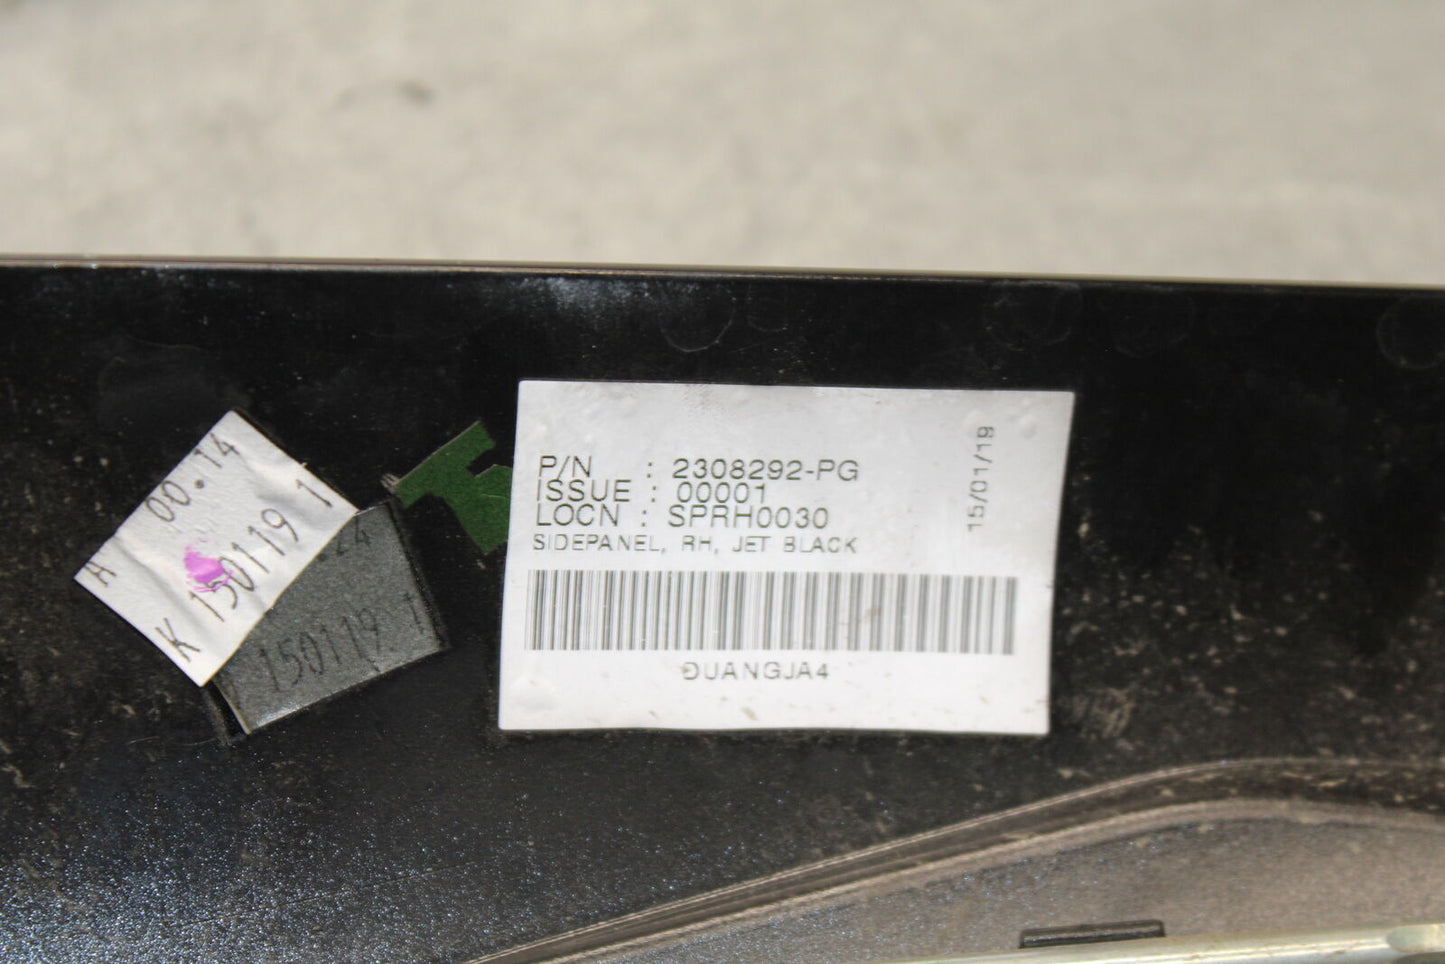 P/N : 2308292-PG
ISSUE : 00001
LOCN : SPRH0030
SIDEPANEL, RH, JET BLACK
DUANGJA4
15/01/19
A 00.14
K 150119 1
150119 1